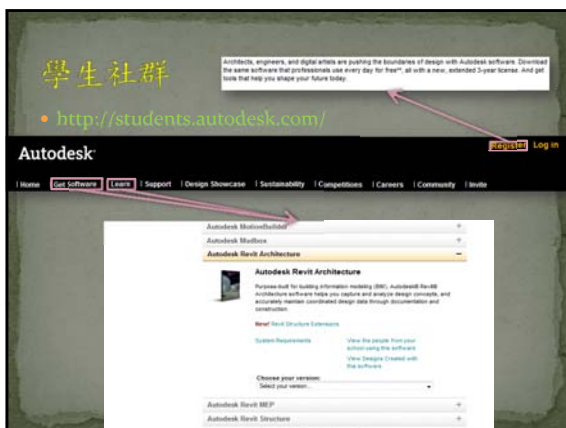 學生社群
Architects, engineers, and digital artists are pushing the boundaries of design with Autodesk software. Download
the same software that professionals use every day for free**, all with a new, extended 3-year license. And get
tools that help you shape your future today.
• http://students.autodesk.com/
Register Log in
Autodesk
| Home Get Software Learn | Support | Design Showcase | Sustainability | Competitions | Careers | Community | Invite
Autodesk MotionBuilder +
Autodesk Mudbox +
Autodesk Revit Architecture −
Autodesk Revit Architecture
Purpose-built for building information modeling (BIM), Autodesk® Revit®
Architecture software helps you capture and analyze design concepts, and
accurately maintain coordinated design data through documentation and
construction.
New! Revit Structure Extensions
System Requirements View the people from your
school using this software
View Designs Created with
this software
Choose your version:
Select your version...
Autodesk Revit MEP +
Autodesk Revit Structure +